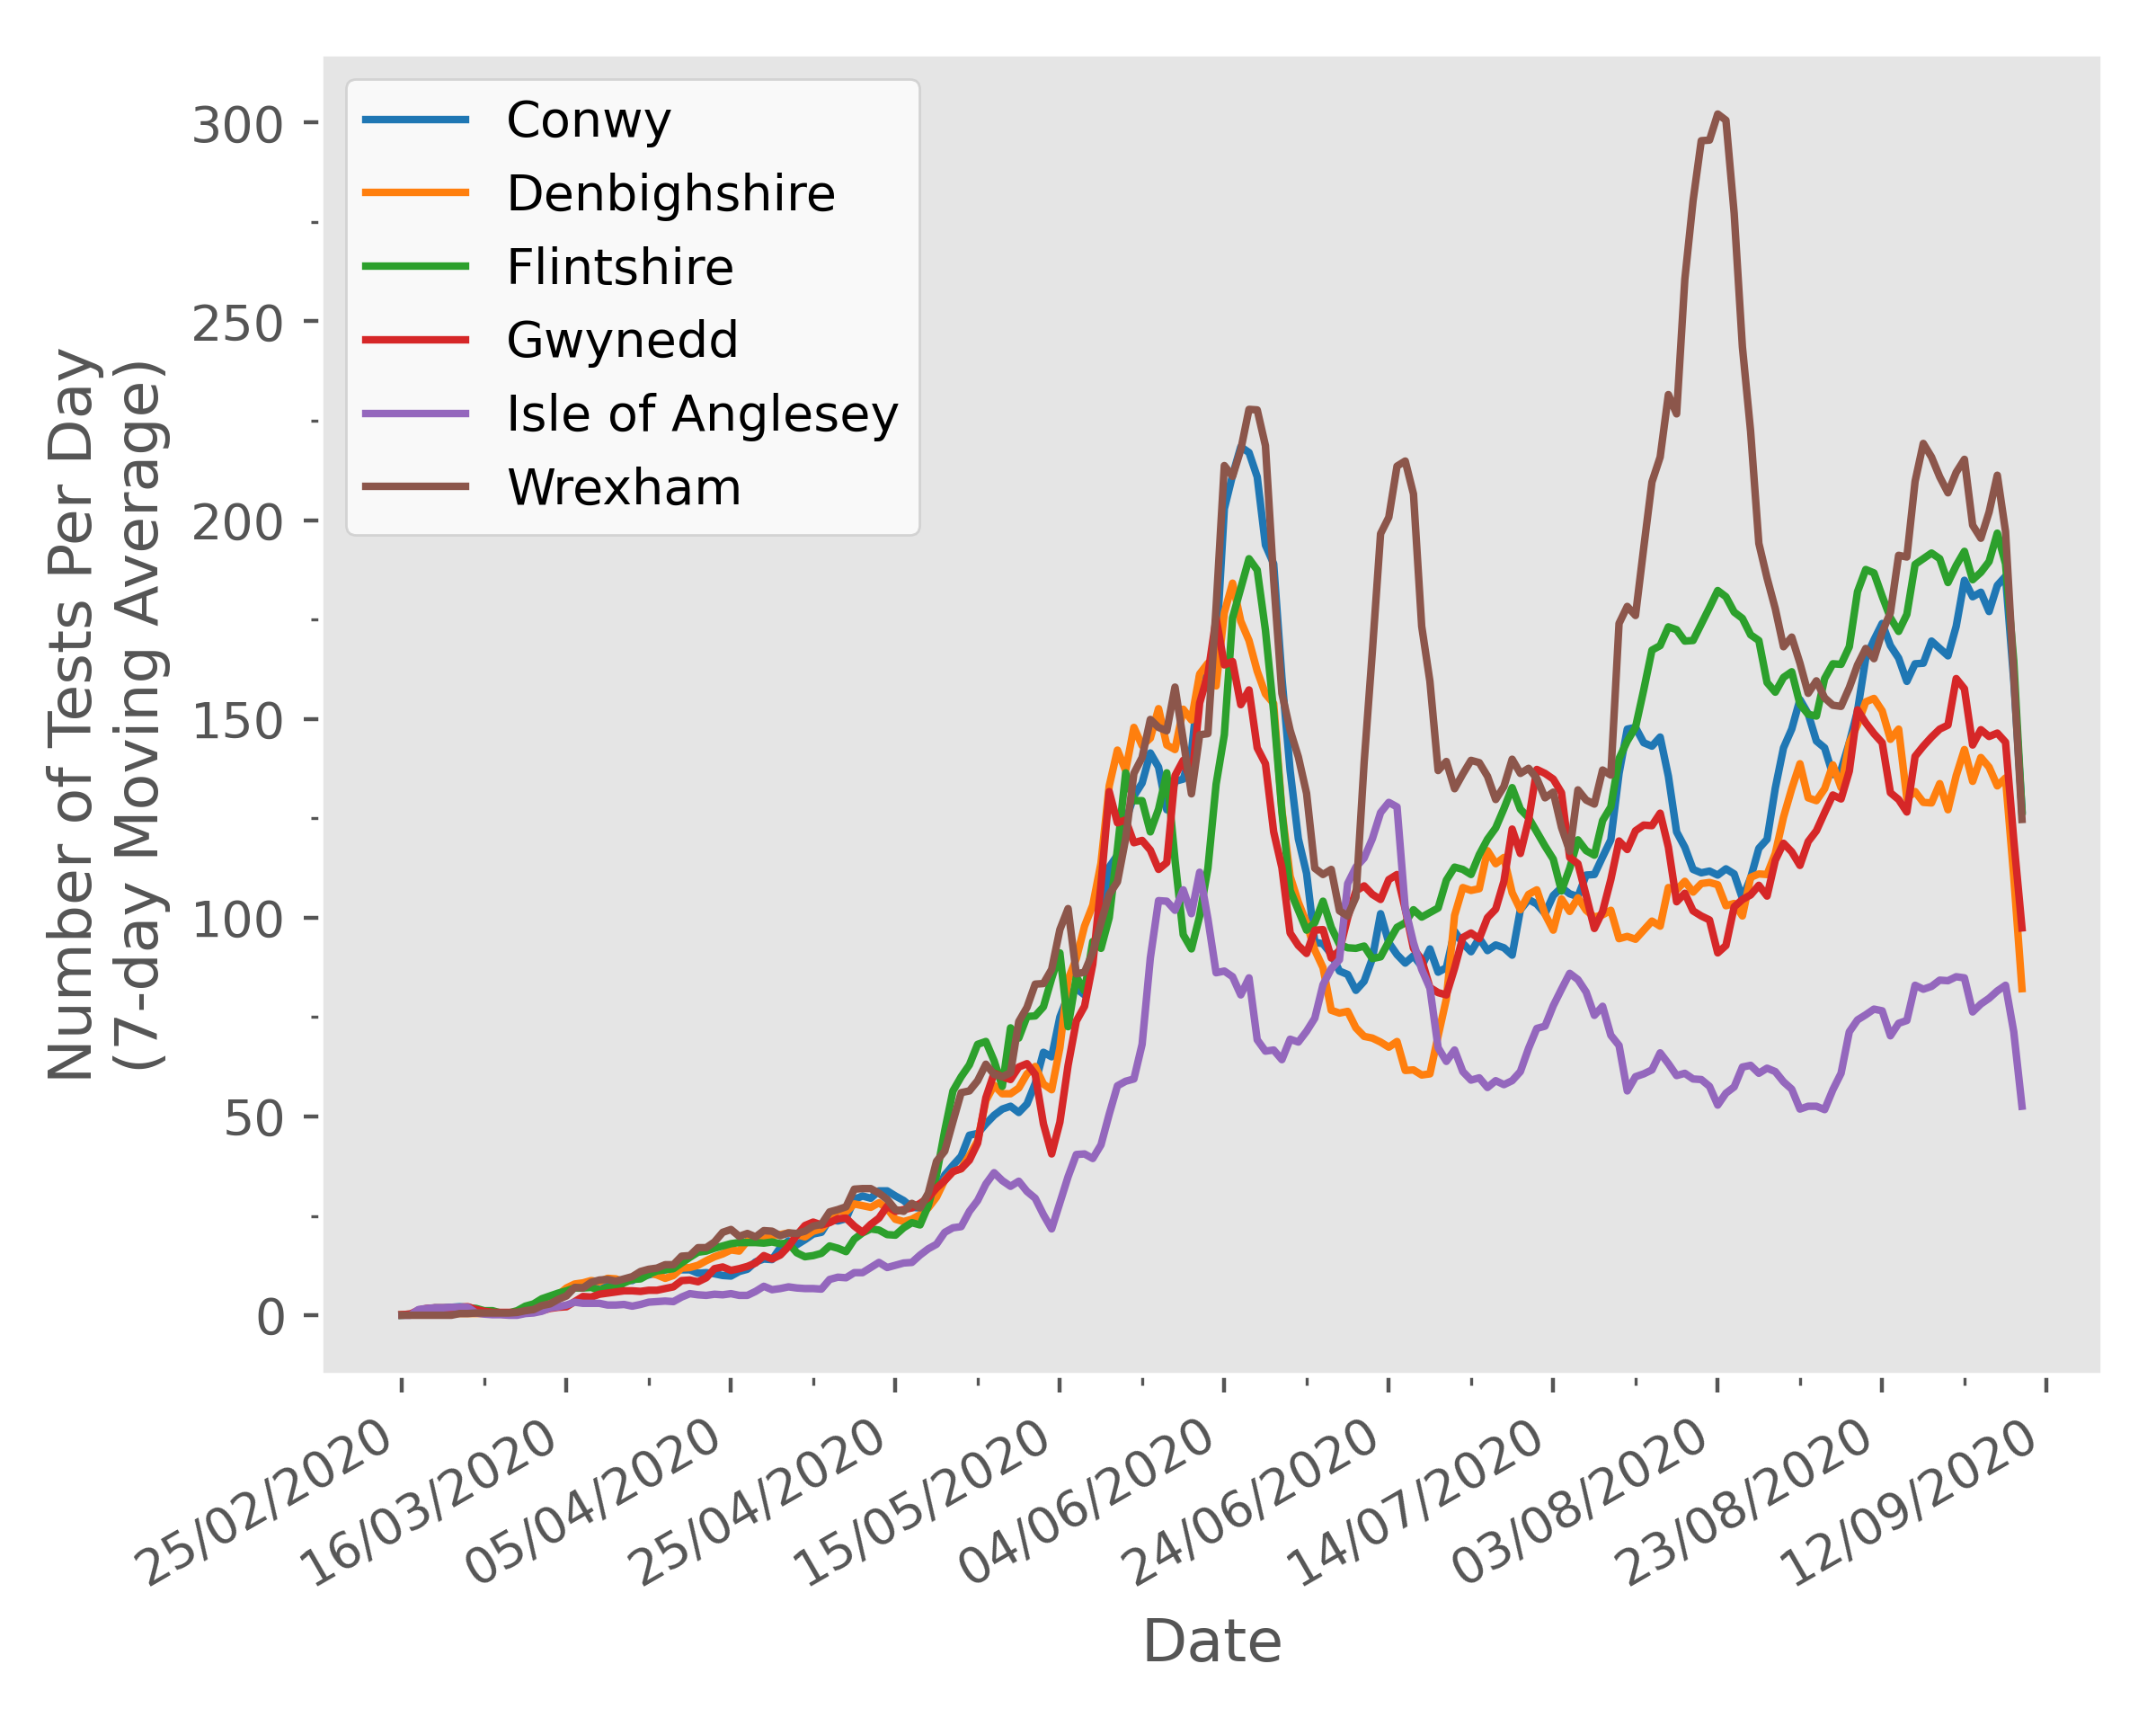 Conwy
Denbighshire
Flintshire
Gwynedd
Isle of Anglesey
Wrexham
300
250
200
150
100
50
0
Number of Tests Per Day
(7-day Moving Average)
25/02/2020
16/03/2020
05/04/2020
25/04/2020
15/05/2020
04/06/2020
24/06/2020
14/07/2020
03/08/2020
23/08/2020
12/09/2020
Date